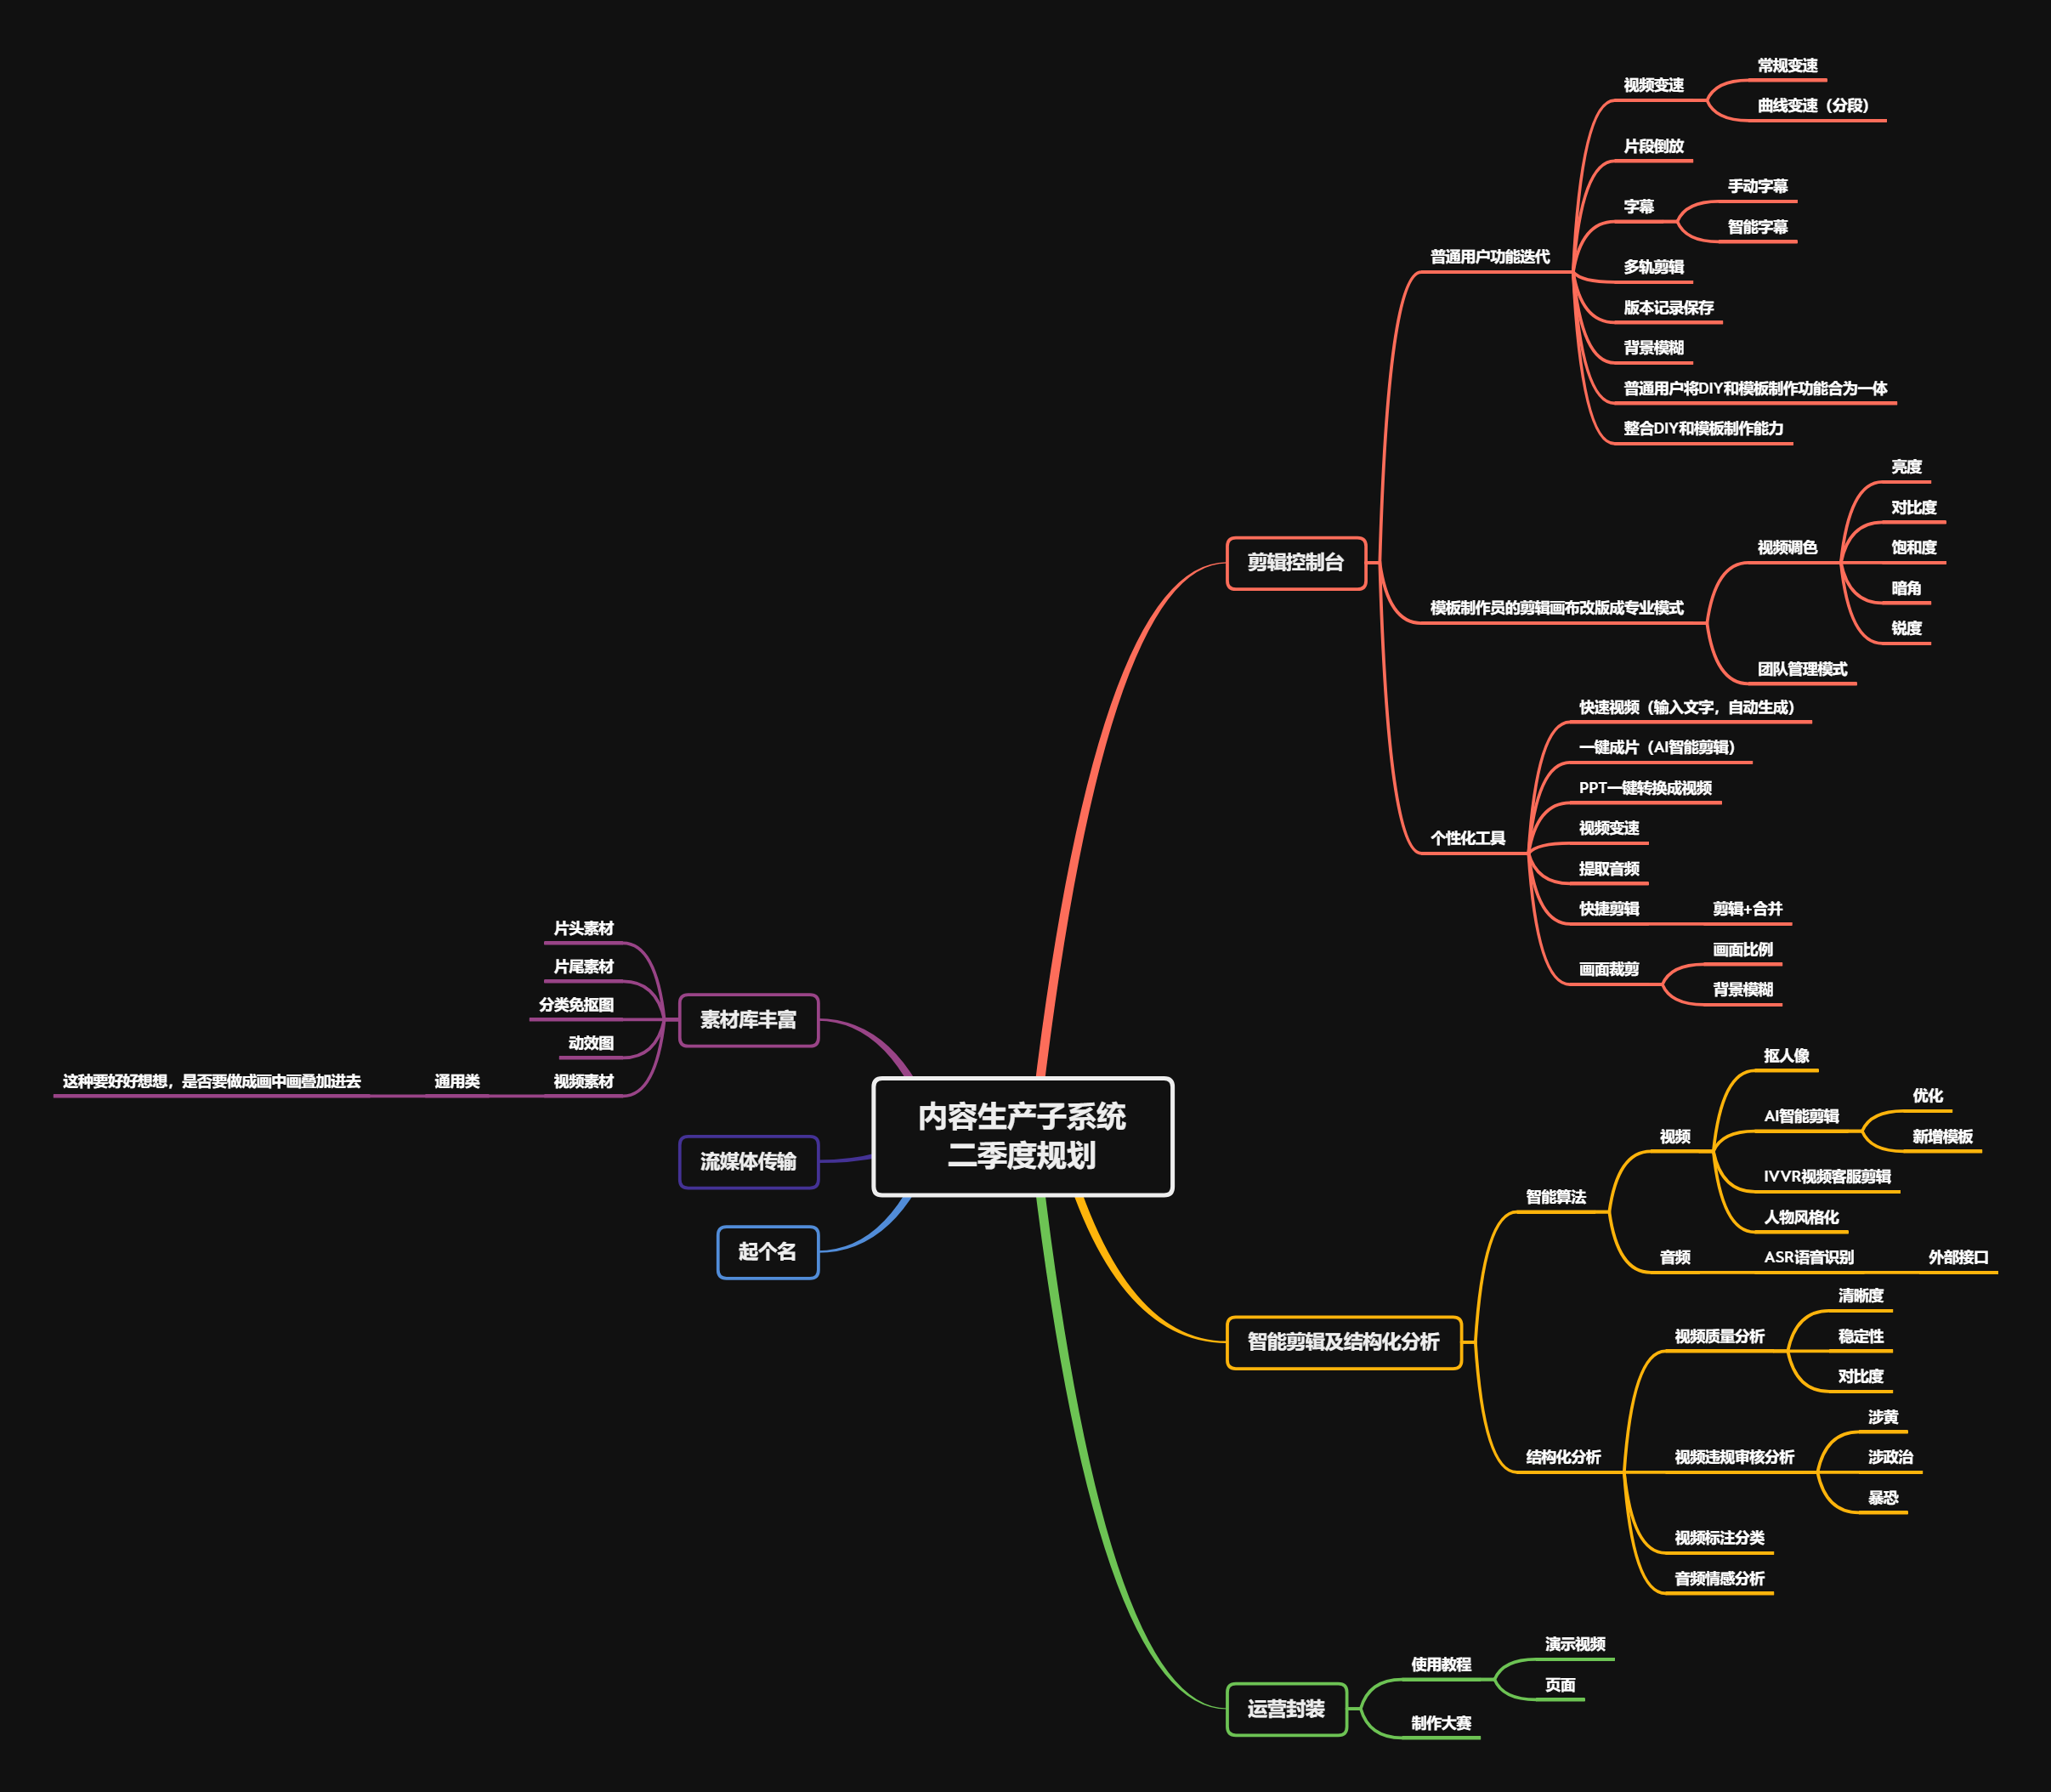 内容生产子系统
二季度规划
剪辑控制台
普通用户功能迭代
视频变速
常规变速
曲线变速（分段）
片段倒放
字幕
手动字幕
智能字幕
多轨剪辑
版本记录保存
背景模糊
普通用户将DIY和模板制作功能合为一体
整合DIY和模板制作能力
模板制作员的剪辑画布改版成专业模式
视频调色
亮度
对比度
饱和度
暗角
锐度
团队管理模式
个性化工具
快速视频（输入文字，自动生成）
一键成片（AI智能剪辑）
PPT一键转换成视频
视频变速
提取音频
快捷剪辑
剪辑+合并
画面裁剪
画面比例
背景模糊
智能剪辑及结构化分析
智能算法
视频
抠人像
AI智能剪辑
优化
新增模板
IVVR视频客服剪辑
人物风格化
音频
ASR语音识别
外部接口
结构化分析
视频质量分析
清晰度
稳定性
对比度
视频违规审核分析
涉黄
涉政治
暴恐
视频标注分类
音频情感分析
运营封装
使用教程
演示视频
页面
制作大赛
素材库丰富
片头素材
片尾素材
分类免抠图
动效图
视频素材
通用类
这种要好好想想，是否要做成画中画叠加进去
流媒体传输
起个名